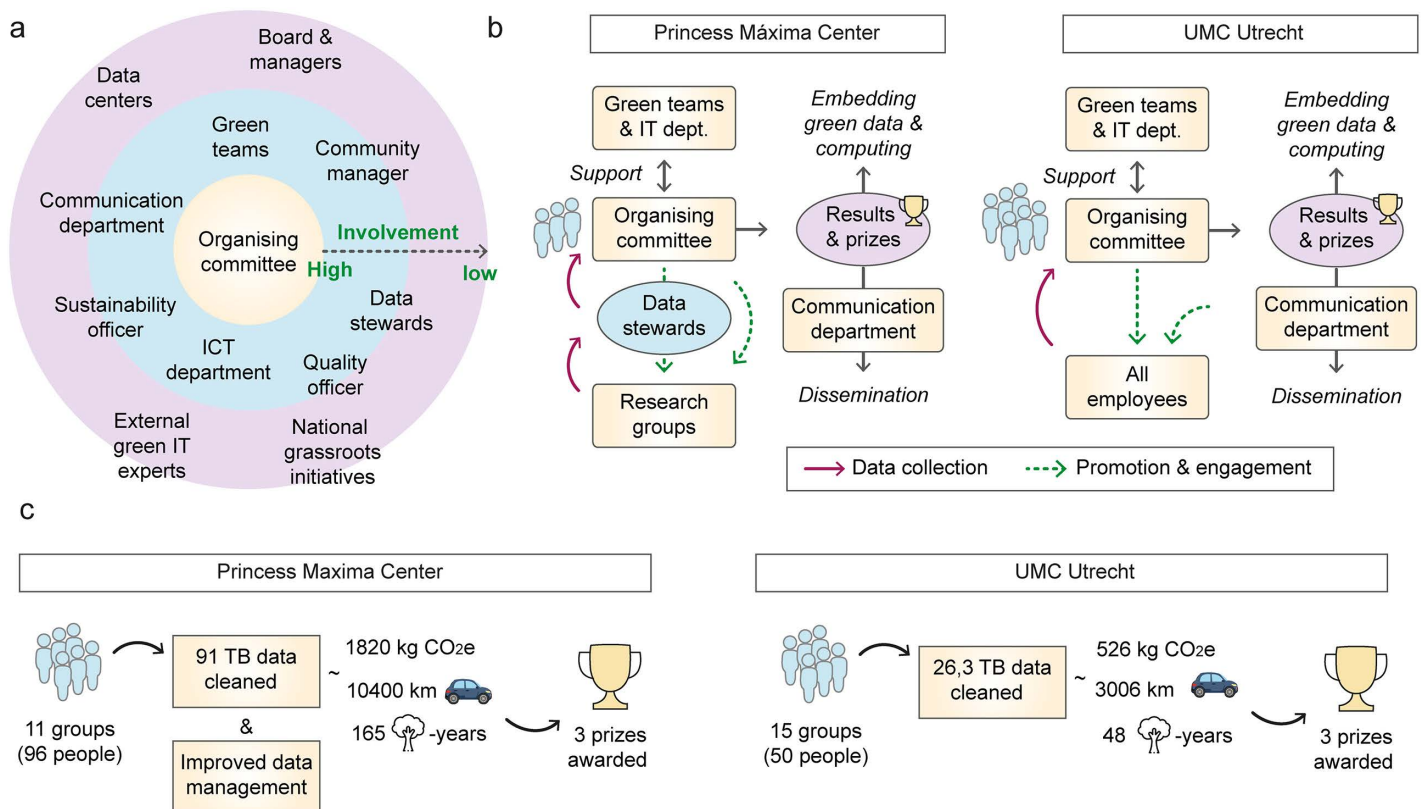 a
Board &
managers
Data
centers
Green
teams
Community
manager
Communication
department
Organising
committee
Involvement
High
low
Sustainability
officer
Data
stewards
ICT
department
Quality
officer
External
green IT
experts
National
grassroots
initiatives
b
Princess Máxima Center
Green teams
& IT dept.
Embedding
green data &
computing
Support
Organising
committee
Results
& prizes
Data
stewards
Communication
department
Research
groups
Dissemination
UMC Utrecht
Green teams
& IT dept.
Embedding
green data &
computing
Support
Organising
committee
Results
& prizes
Communication
department
All
employees
Dissemination
Data collection
Promotion & engagement
c
Princess Maxima Center
11 groups
(96 people)
91 TB data
cleaned
&
Improved data
management
~
1820 kg CO2e
10400 km
165 -years
3 prizes
awarded
UMC Utrecht
15 groups
(50 people)
26,3 TB data
cleaned
~
526 kg CO2e
3006 km
48 -years
3 prizes
awarded